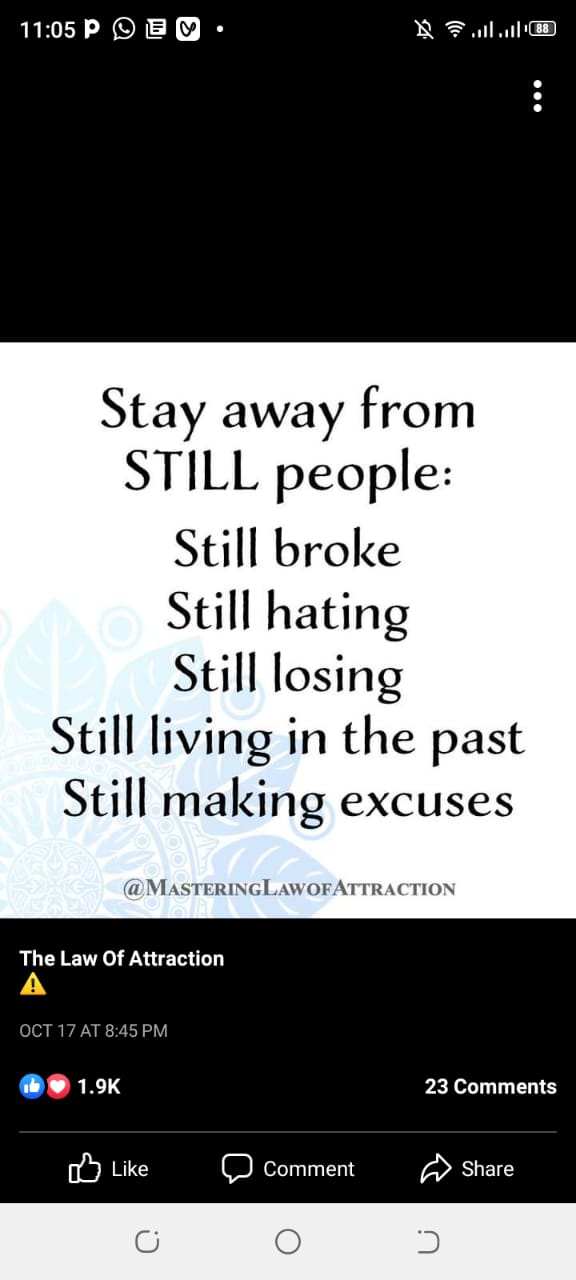 11:05
88
Stay away from
STILL people:
Still broke
Still hating
Still losing
Still living in the past
Still making excuses
@MASTERINGLAWOFATTRACTION
The Law Of Attraction
OCT 17 AT 8:45 PM
1.9K 23 Comments
Like Comment Share